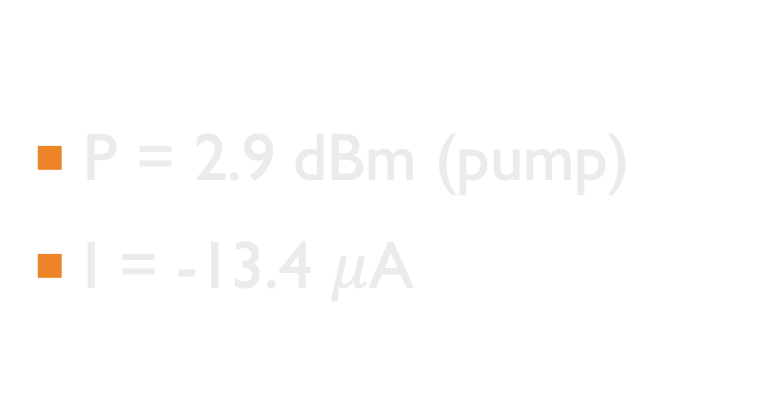 P = 2.9 dBm (pump)
I = -13.4 𝜇A